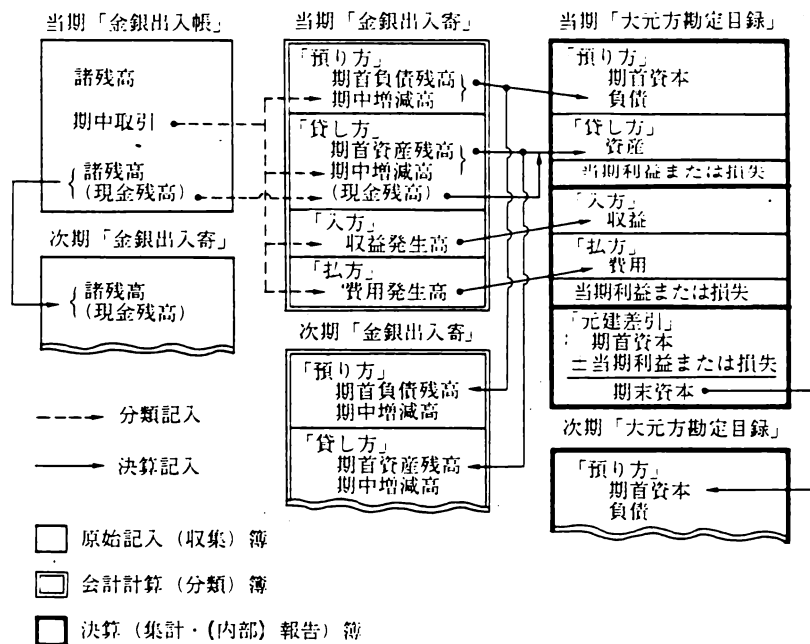 当期「金銀出入帳」
諸残高
期中取引
諸残高
(現金残高)
次期「金銀出入寄」
諸残高
(現金残高)
分類記入
決算記入
原始記入(収集)簿
会計計算(分類)簿
決算(集計・(内部)報告)簿
当期「金銀出入寄」
「預り方」
期首負債残高
期中増減高
「貸し方」
期首資産残高
期中増減高
(現金残高)
「入方」
収益発生高
「払方」
費用発生高
次期「金銀出入寄」
「預り方」
期首負債残高
期中増減高
「貸し方」
期首資産残高
期中増減高
当期「大元方勘定目録」
「預り方」
期首資本
負債
「貸し方」
資産
当期利益または損失
「入方」
収益
「払方」
費用
当期利益または損失
「元建差引」
期首資本
±当期利益または損失
期末資本
次期「大元方勘定目録」
「預り方」
期首資本
負債